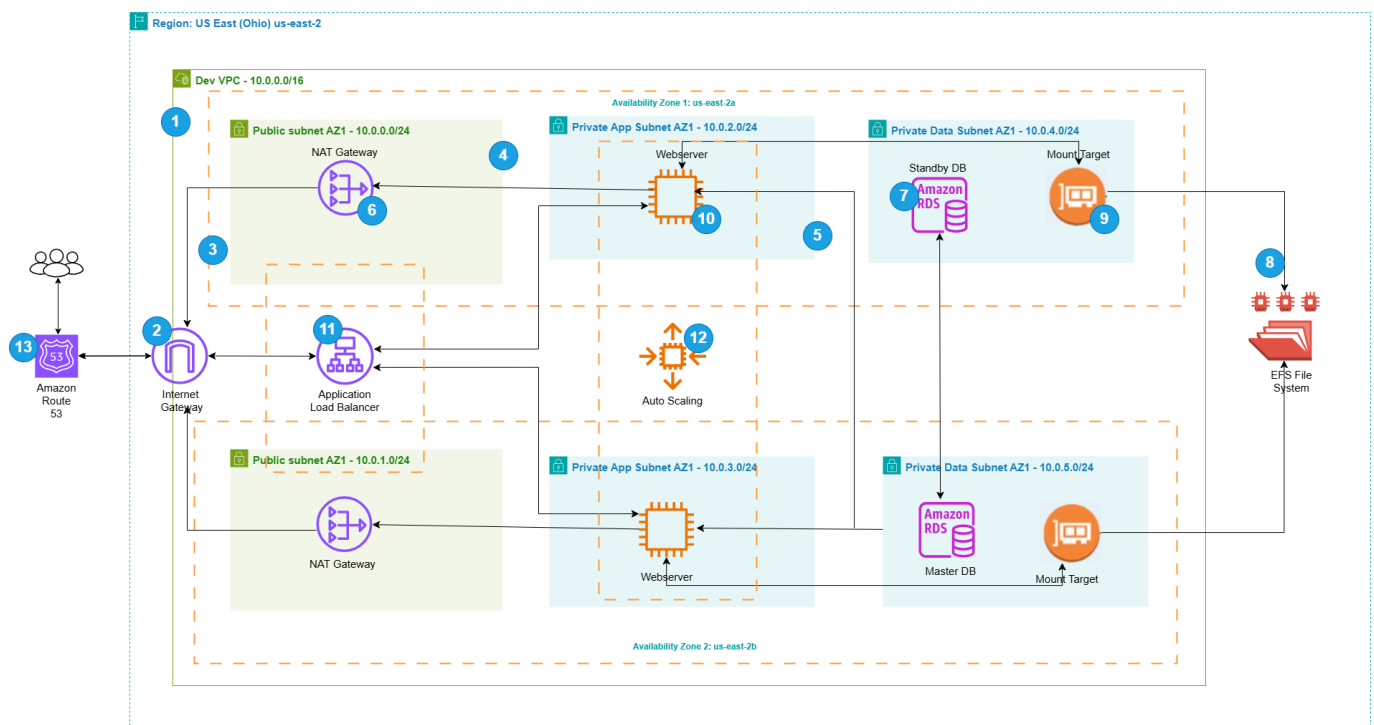 Region: US East (Ohio) us-east-2
Dev VPC - 10.0.0.0/16
Availability Zone 1: us-east-2a
1
Public subnet AZ1 - 10.0.0.0/24
NAT Gateway
4
6
3
Private App Subnet AZ1 - 10.0.2.0/24
Webserver
10
5
Private Data Subnet AZ1 - 10.0.4.0/24
Standby DB
Amazon
RDS
7
Mount Target
9
8
EFS File
System
13
53
Amazon
Route
53
2
Internet
Gateway
11
Application
Load Balancer
12
Auto Scaling
Public subnet AZ1 - 10.0.1.0/24
NAT Gateway
Private App Subnet AZ1 - 10.0.3.0/24
Webserver
Private Data Subnet AZ1 - 10.0.5.0/24
Amazon
RDS
Master DB
Mount Target
Availability Zone 2: us-east-2b